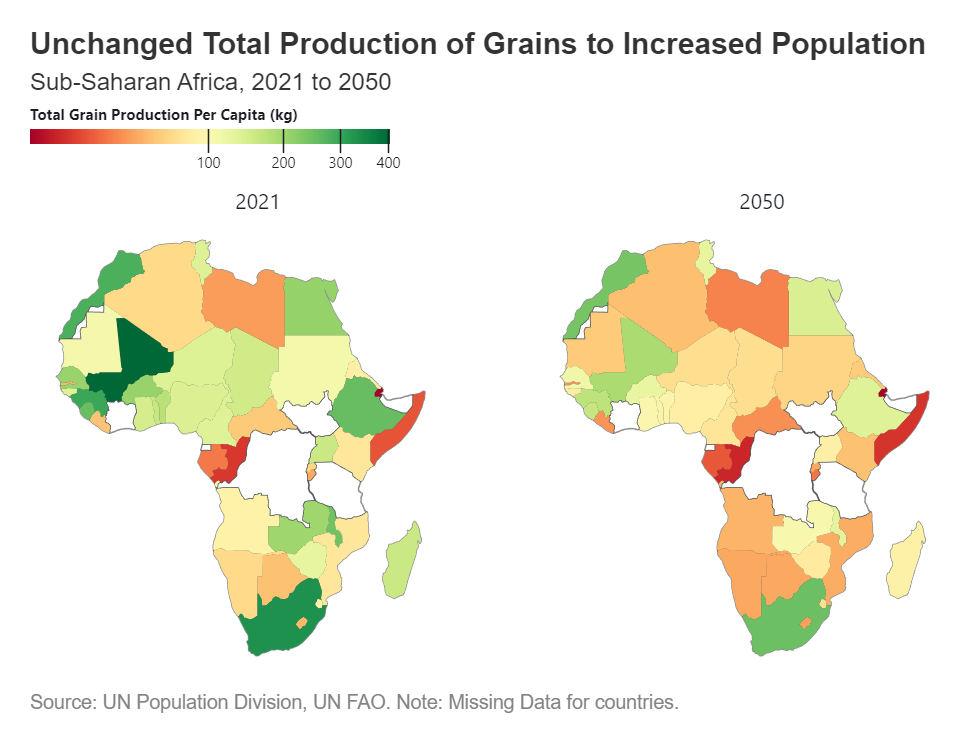 Unchanged Total Production of Grains to Increased Population
Sub-Saharan Africa, 2021 to 2050
Total Grain Production Per Capita (kg)
100 200 300 400
2021 2050
Source: UN Population Division, UN FAO. Note: Missing Data for countries.